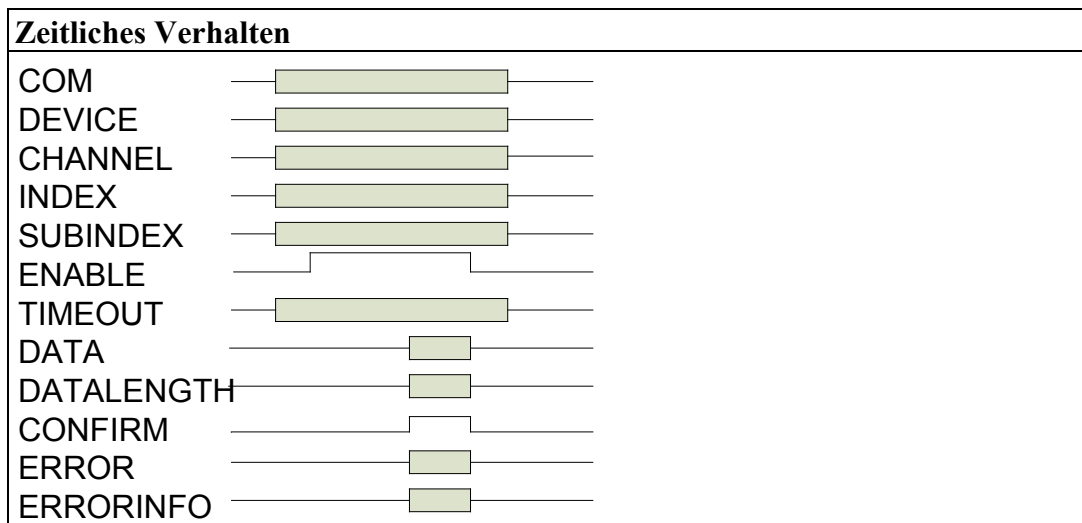 Zeitliches Verhalten
COM
DEVICE
CHANNEL
INDEX
SUBINDEX
ENABLE
TIMEOUT
DATA
DATALENGTH
CONFIRM
ERROR
ERRORINFO